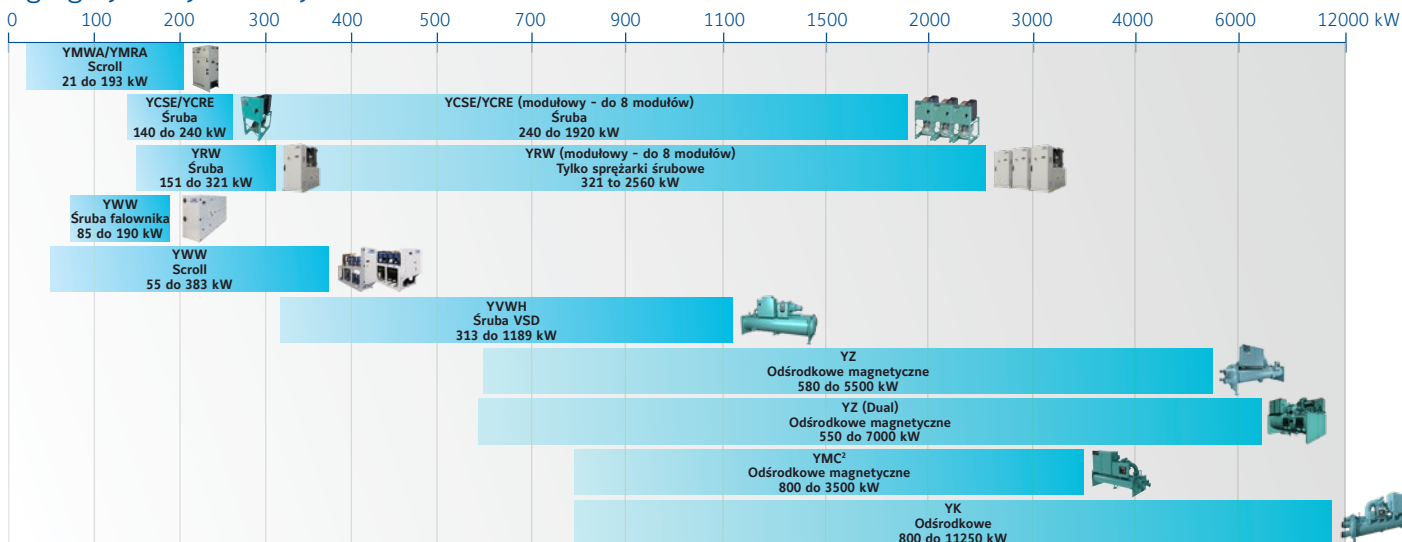 0 100 200 300 400 500 700 900 1100 1500 2000 3000 4000 6000 12000 kW
YMWA/YMRA
Scroll
21 do 193 kW
YCSE/YCRE
Śruba
140 do 240 kW
YCSE/YCRE (modułowy - do 8 modułów)
Śruba
240 do 1920 kW
YRW
Śruba
151 do 321 kW
YRW (modułowy - do 8 modułów)
Tylko sprężarki śrubowe
321 to 2560 kW
YWW
Śruba falownika
85 do 190 kW
YWW
Scroll
55 do 383 kW
YVWH
Śruba VSD
313 do 1189 kW
YZ
Odśrodkowe magnetyczne
580 do 5500 kW
YZ (Dual)
Odśrodkowe magnetyczne
550 do 7000 kW
YMC²
Odśrodkowe magnetyczne
800 do 3500 kW
YK
Odśrodkowe
800 do 11250 kW